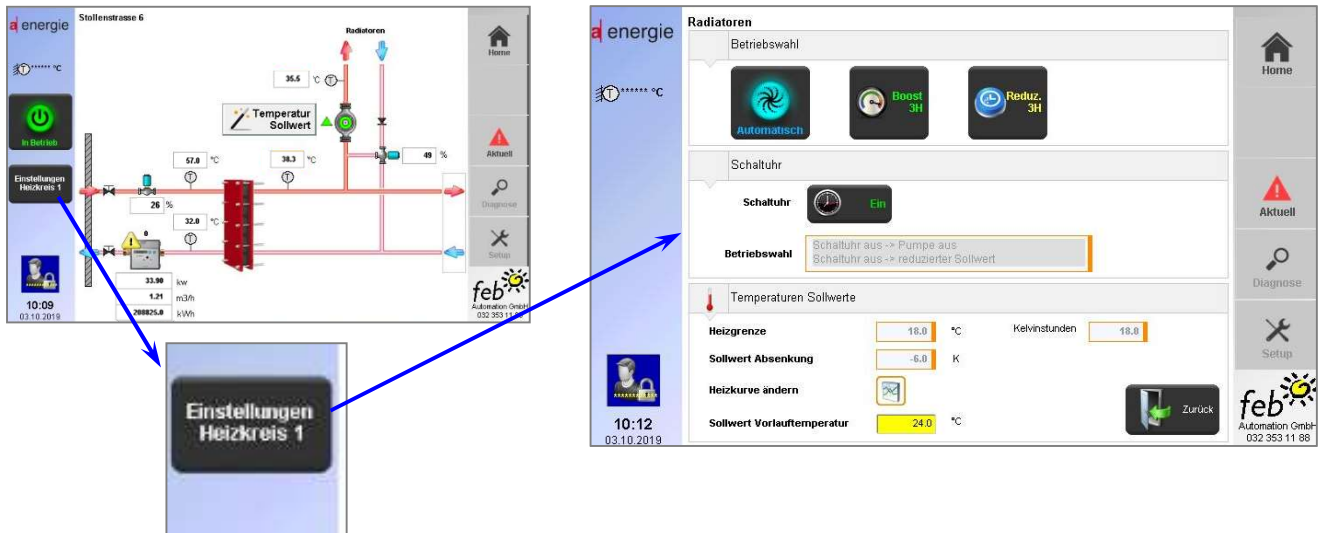 a energie
Stollenstrasse 6
Radiatoren
Home
****** °C
35.5 °C
Temperatur
Sollwert
In Betrieb
Aktuell
57.0 °C
38.3 °C
49 %
Einstellungen
Heizkreis 1
26 %
Diagnose
32.0 °C
0
Setup
33.90 kw
1.21 m3/h
208825.0 kWh
feb
Automation GmbH
032 353 11 88
10:09
03.10.2019
Einstellungen
Heizkreis 1
a energie
Radiatoren
Betriebswahl
Home
****** °C
Automatisch
Boost
3H
Reduz.
3H
Schaltuhr
Schaltuhr
Ein
Aktuell
Betriebswahl
Schaltuhr aus -> Pumpe aus
Schaltuhr aus -> reduzierter Sollwert
Diagnose
Temperaturen Sollwerte
Heizgrenze 18.0 °C Kelvinstunden 18.0
Sollwert Absenkung -6.0 K
Setup
Heizkurve ändern
Sollwert Vorlauftemperatur 24.0 °C
Zurück
10:12
03.10.2019
feb
Automation GmbH
032 353 11 88